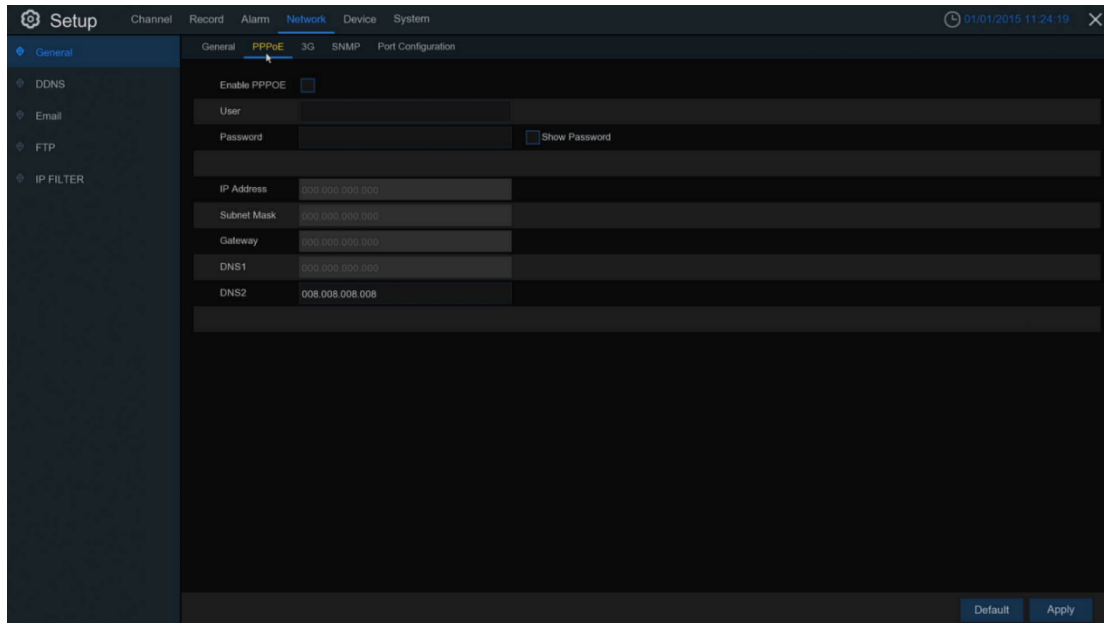 Setup Channel Record Alarm Network Device System 01/01/2015 11:24:19
General PPPoE 3G SNMP Port Configuration
General
DDNS
Email
FTP
IP FILTER
Enable PPPOE
User
Password Show Password
IP Address 000.000.000.000
Subnet Mask 000.000.000.000
Gateway 000.000.000.000
DNS1 000.000.000.000
DNS2 008.008.008.008
Default Apply